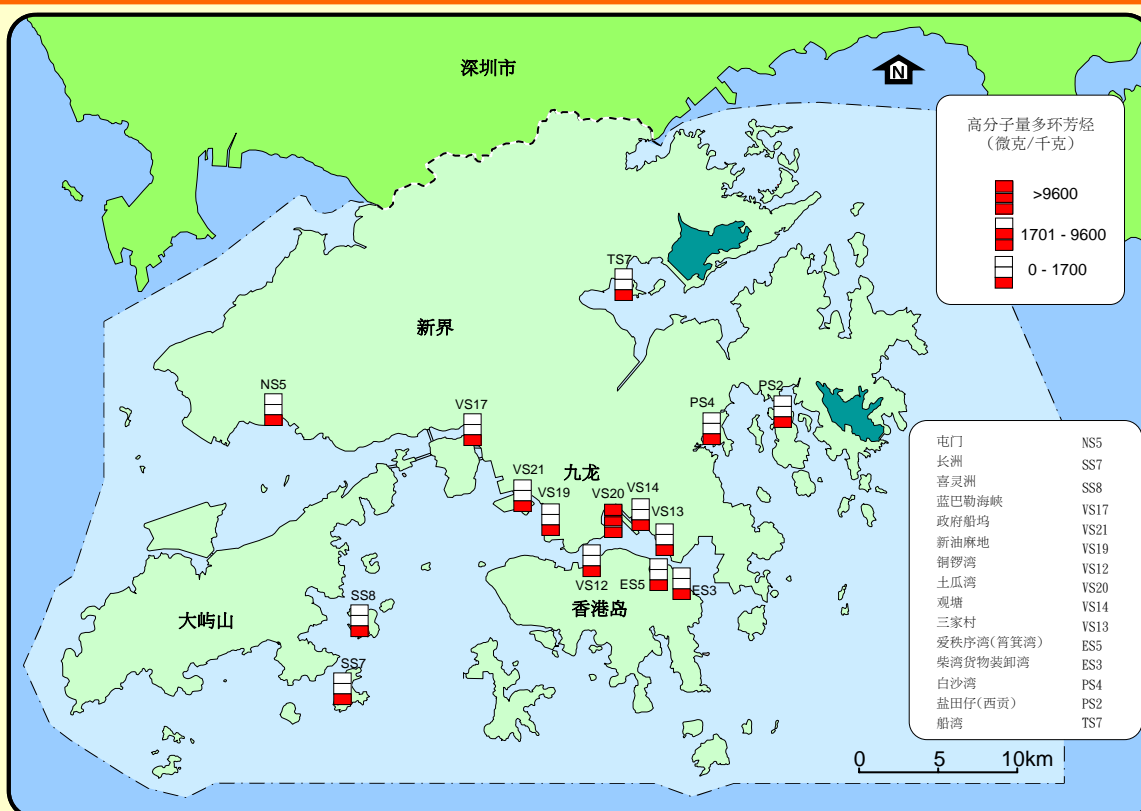 深圳市
N
高分子量多环芳烃
(微克/千克)
>9600
1701 - 9600
0 - 1700
TS7
新界
NS5
VS17
PS4
PS2
九龙
VS21
VS19
VS20
VS14
VS13
VS12
ES5
ES3
香港岛
大屿山
SS8
SS7
屯门 NS5
长洲 SS7
喜灵洲 SS8
蓝巴勒海峡 VS17
政府船坞 VS21
新油麻地 VS19
铜锣湾 VS12
土瓜湾 VS20
观塘 VS14
三家村 VS13
爱秩序湾(筲箕湾) ES5
柴湾货物装卸湾 ES3
白沙湾 PS4
盐田仔(西贡) PS2
船湾 TS7
0 5 10km